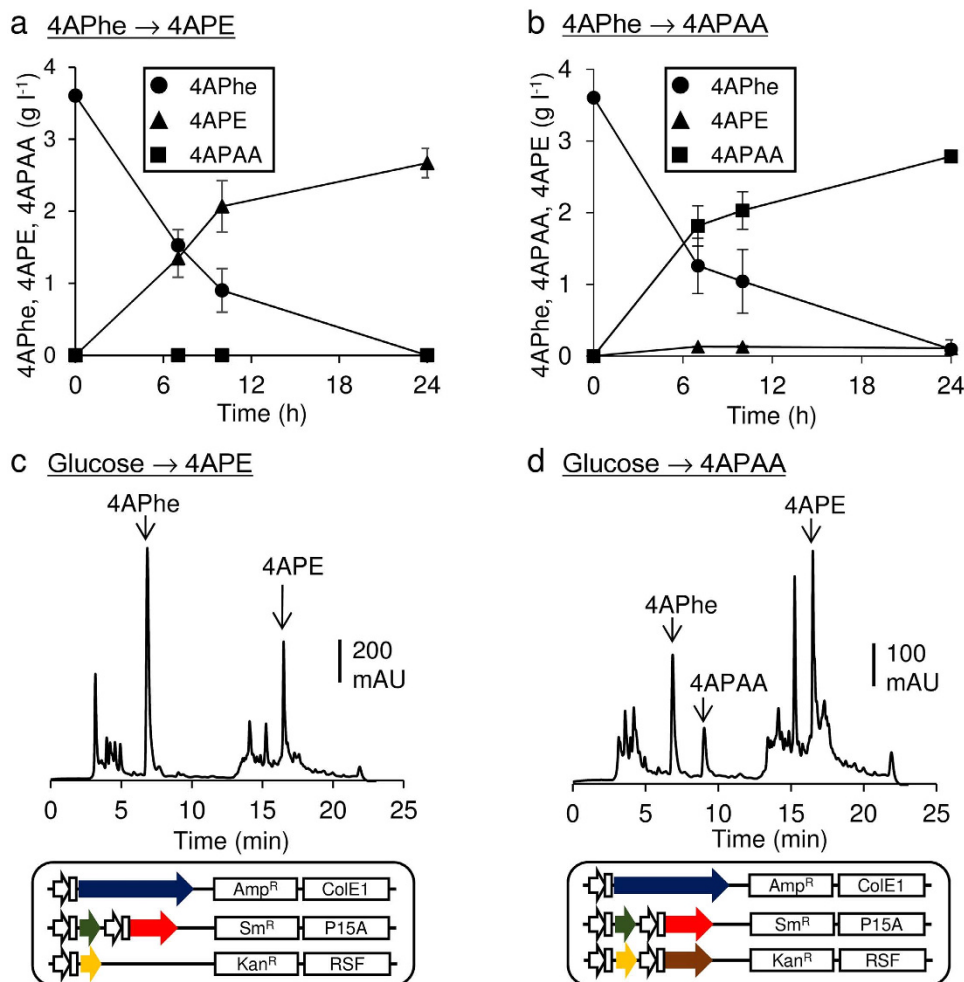 a 4APhe → 4APE
4APhe, 4APE, 4APAA (g l⁻¹)
4
3
2
1
0
4APhe
4APE
4APAA
0 6 12 18 24
Time (h)
b 4APhe → 4APAA
4APhe, 4APAA, 4APE (g l⁻¹)
4
3
2
1
0
4APhe
4APE
4APAA
0 6 12 18 24
Time (h)
c Glucose → 4APE
4APhe
4APE
200
mAU
0 5 10 15 20 25
Time (min)
Ampᴿ ColE1
Smᴿ P15A
Kanᴿ RSF
d Glucose → 4APAA
4APE
4APhe
4APAA
100
mAU
0 5 10 15 20 25
Time (min)
Ampᴿ ColE1
Smᴿ P15A
Kanᴿ RSF